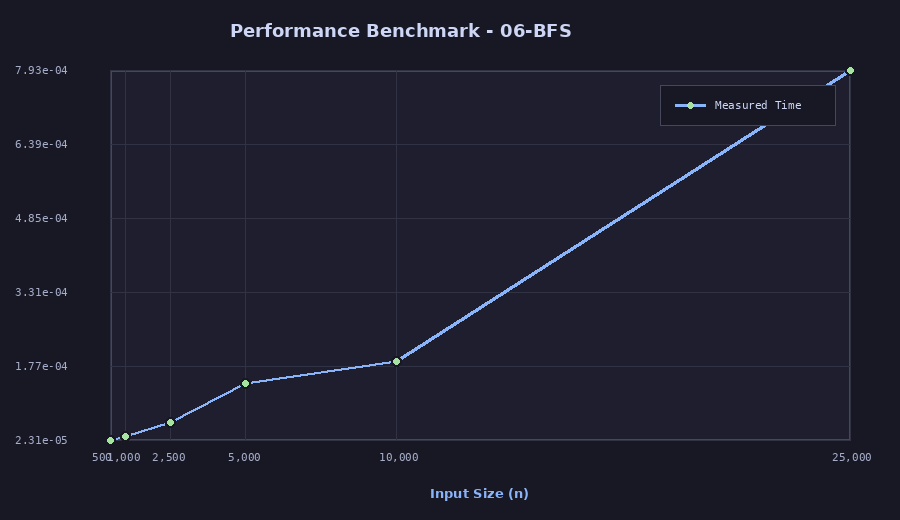 Performance Benchmark - 06-BFS
7.93e-04
Measured Time
6.39e-04
4.85e-04
3.31e-04
1.77e-04
2.31e-05
500 1,000 2,500 5,000 10,000 25,000
Input Size (n)